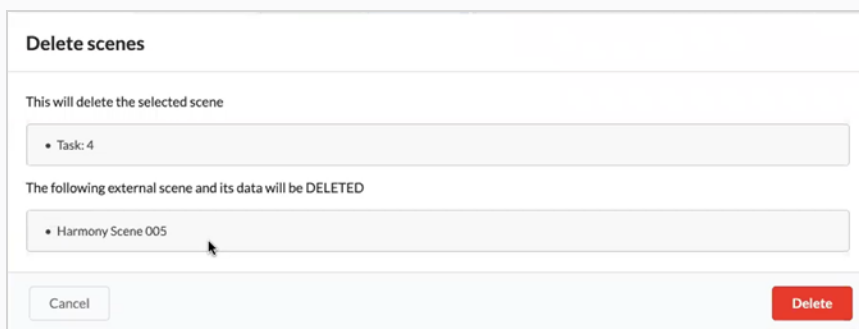 Delete scenes
This will delete the selected scene
• Task: 4
The following external scene and its data will be DELETED
• Harmony Scene 005
Cancel
Delete